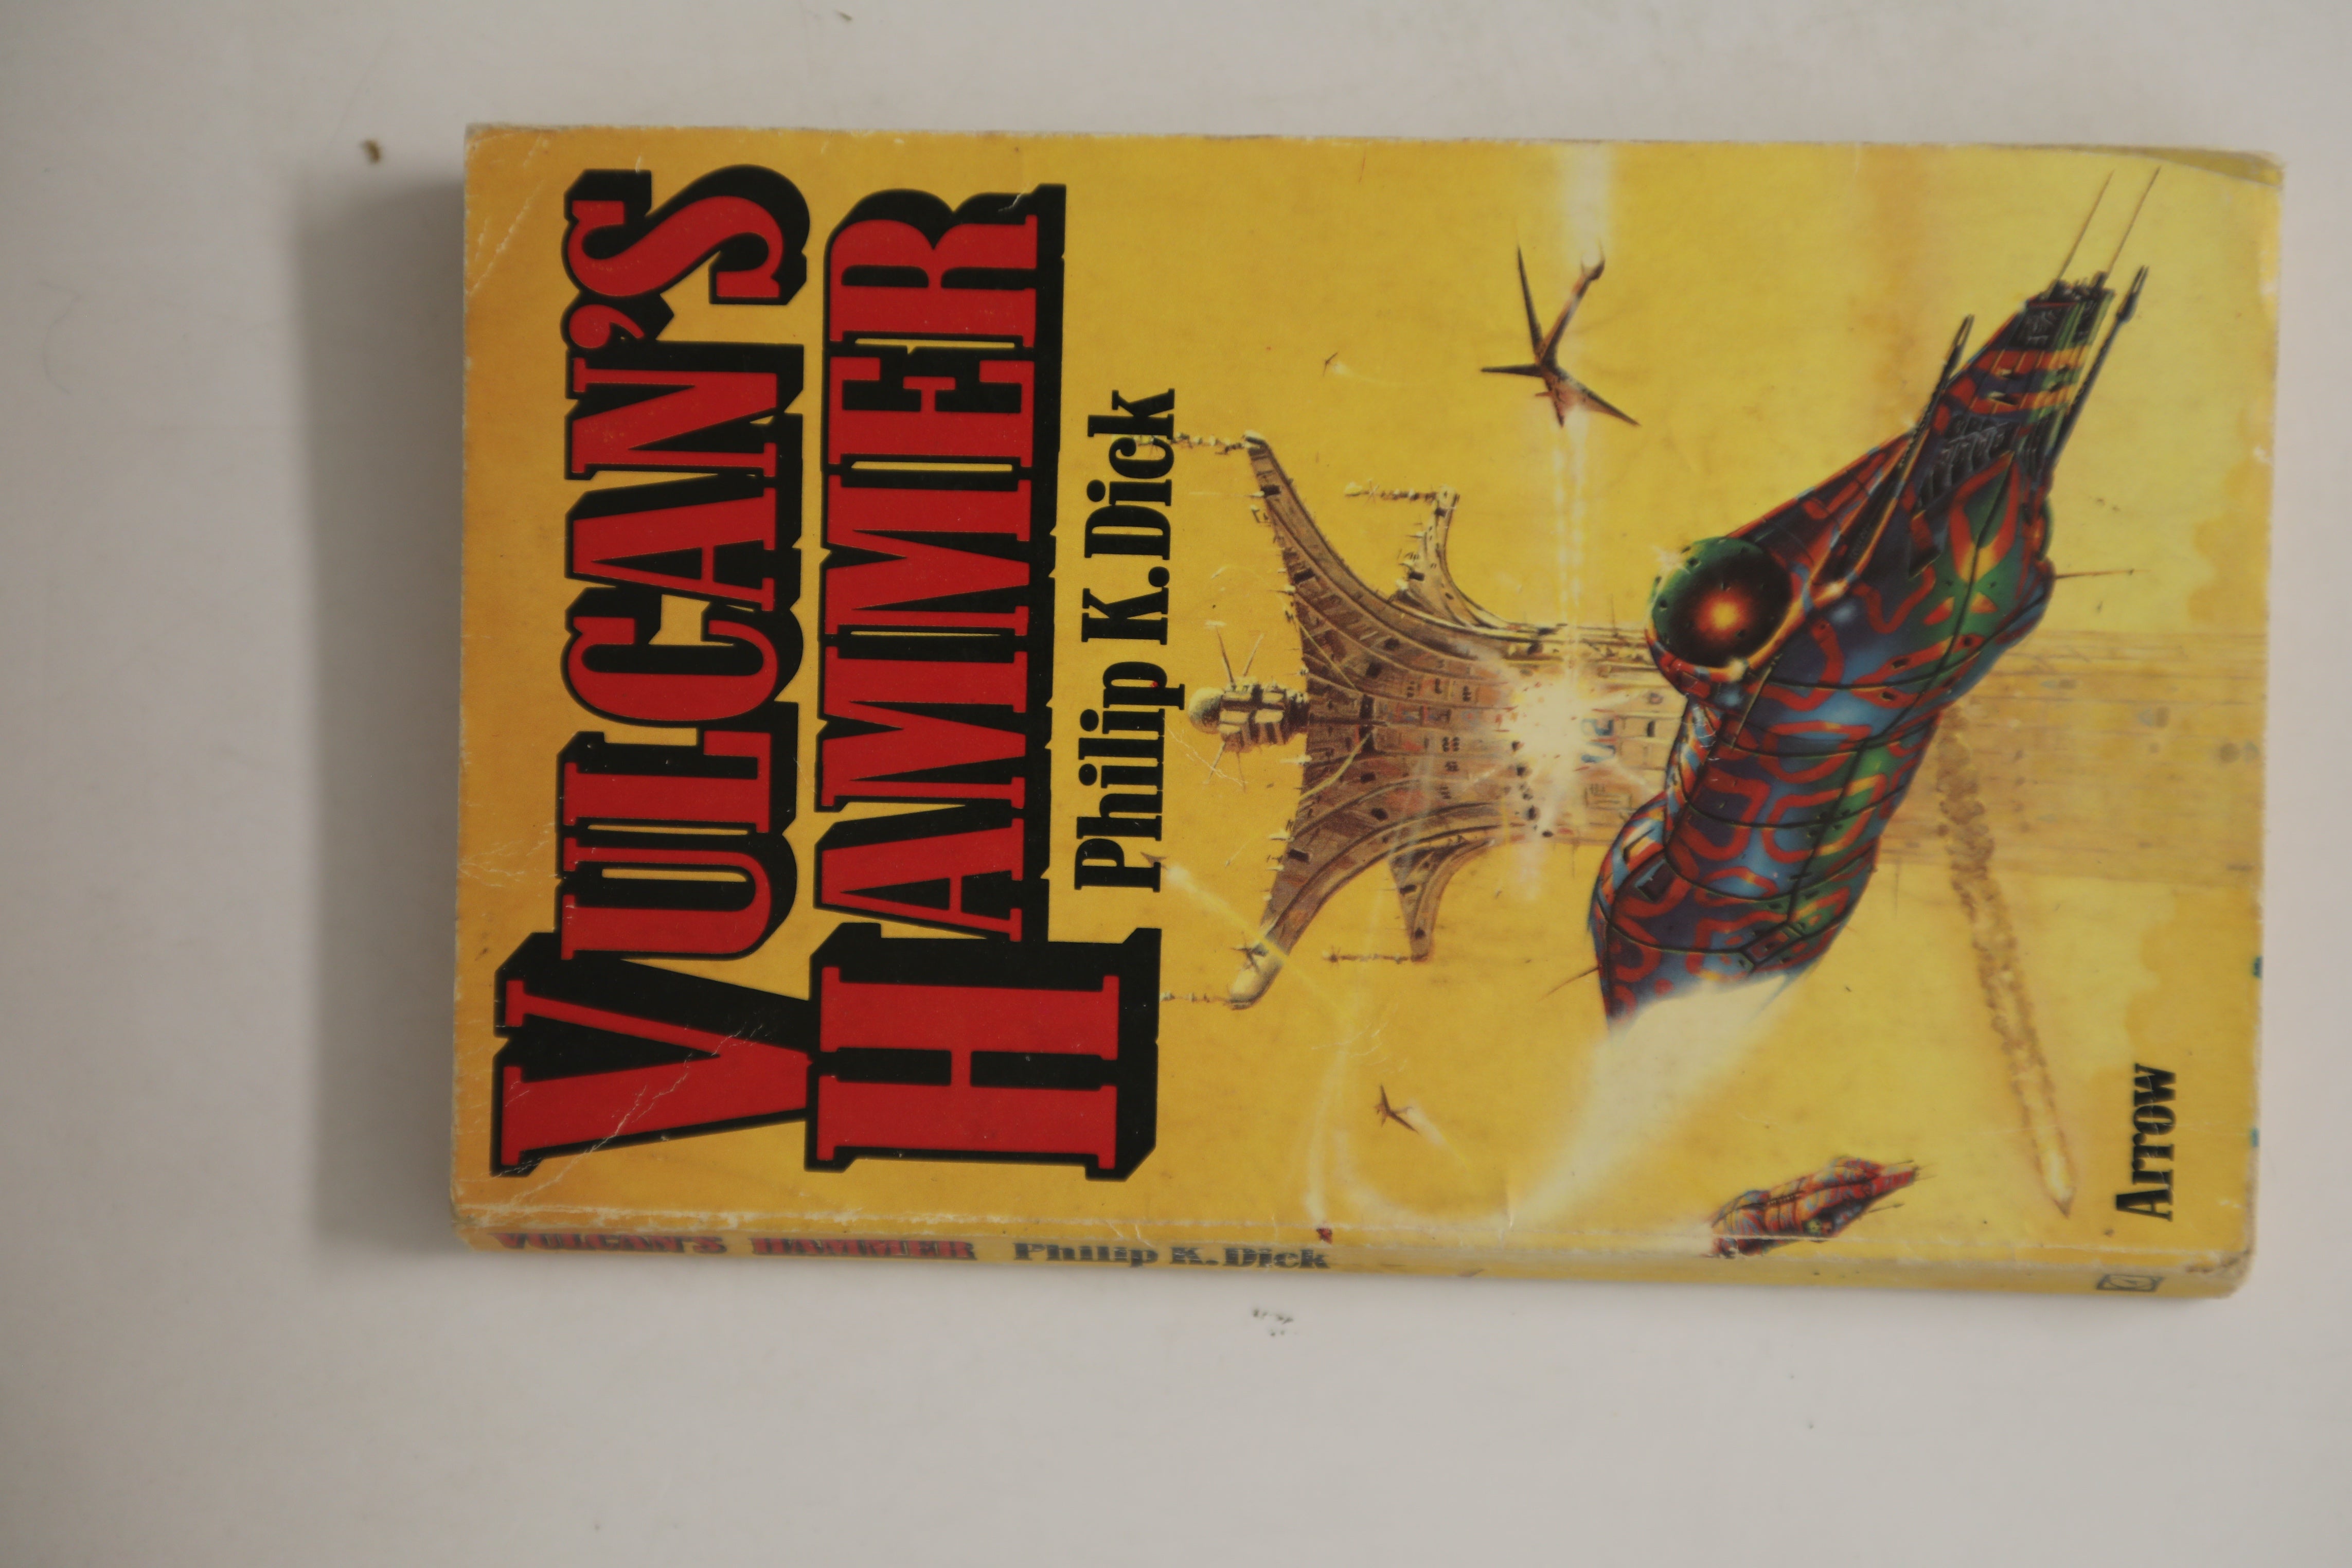 VULCAN'S
HAMMER
Philip K. Dick
Arrow
VULCAN'S HAMMER Philip K. Dick